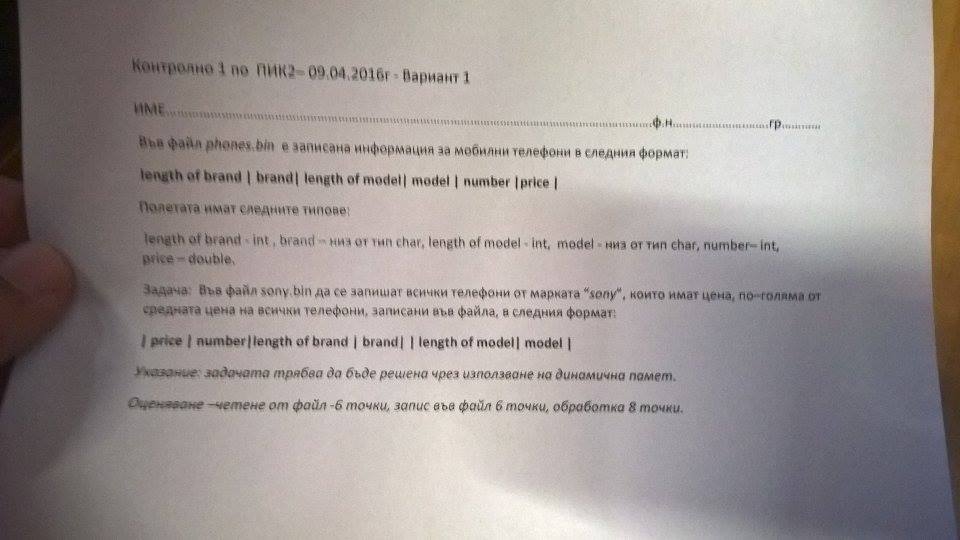 Контролно 1 по ПИК2– 09.04.2016г - Вариант 1
ИМЕ.......................................................................................................................ф.н............................гр............
Във файл phones.bin е записана информация за мобилни телефони в следния формат:
length of brand | brand| length of model| model | number |price |
Полетата имат следните типове:
length of brand - int , brand – низ от тип char, length of model - int, model - низ от тип char, number– int,
price – double.
Задача: Във файл sony.bin да се запишат всички телефони от марката “sony”, които имат цена, по–голяма от
средната цена на всички телефони, записани във файла, в следния формат:
| price | number|length of brand | brand| | length of model| model |
Указание: задачата трябва да бъде решена чрез използване на динамична памет.
Оценяване –четене от файл -6 точки, запис във файл 6 точки, обработка 8 точки.